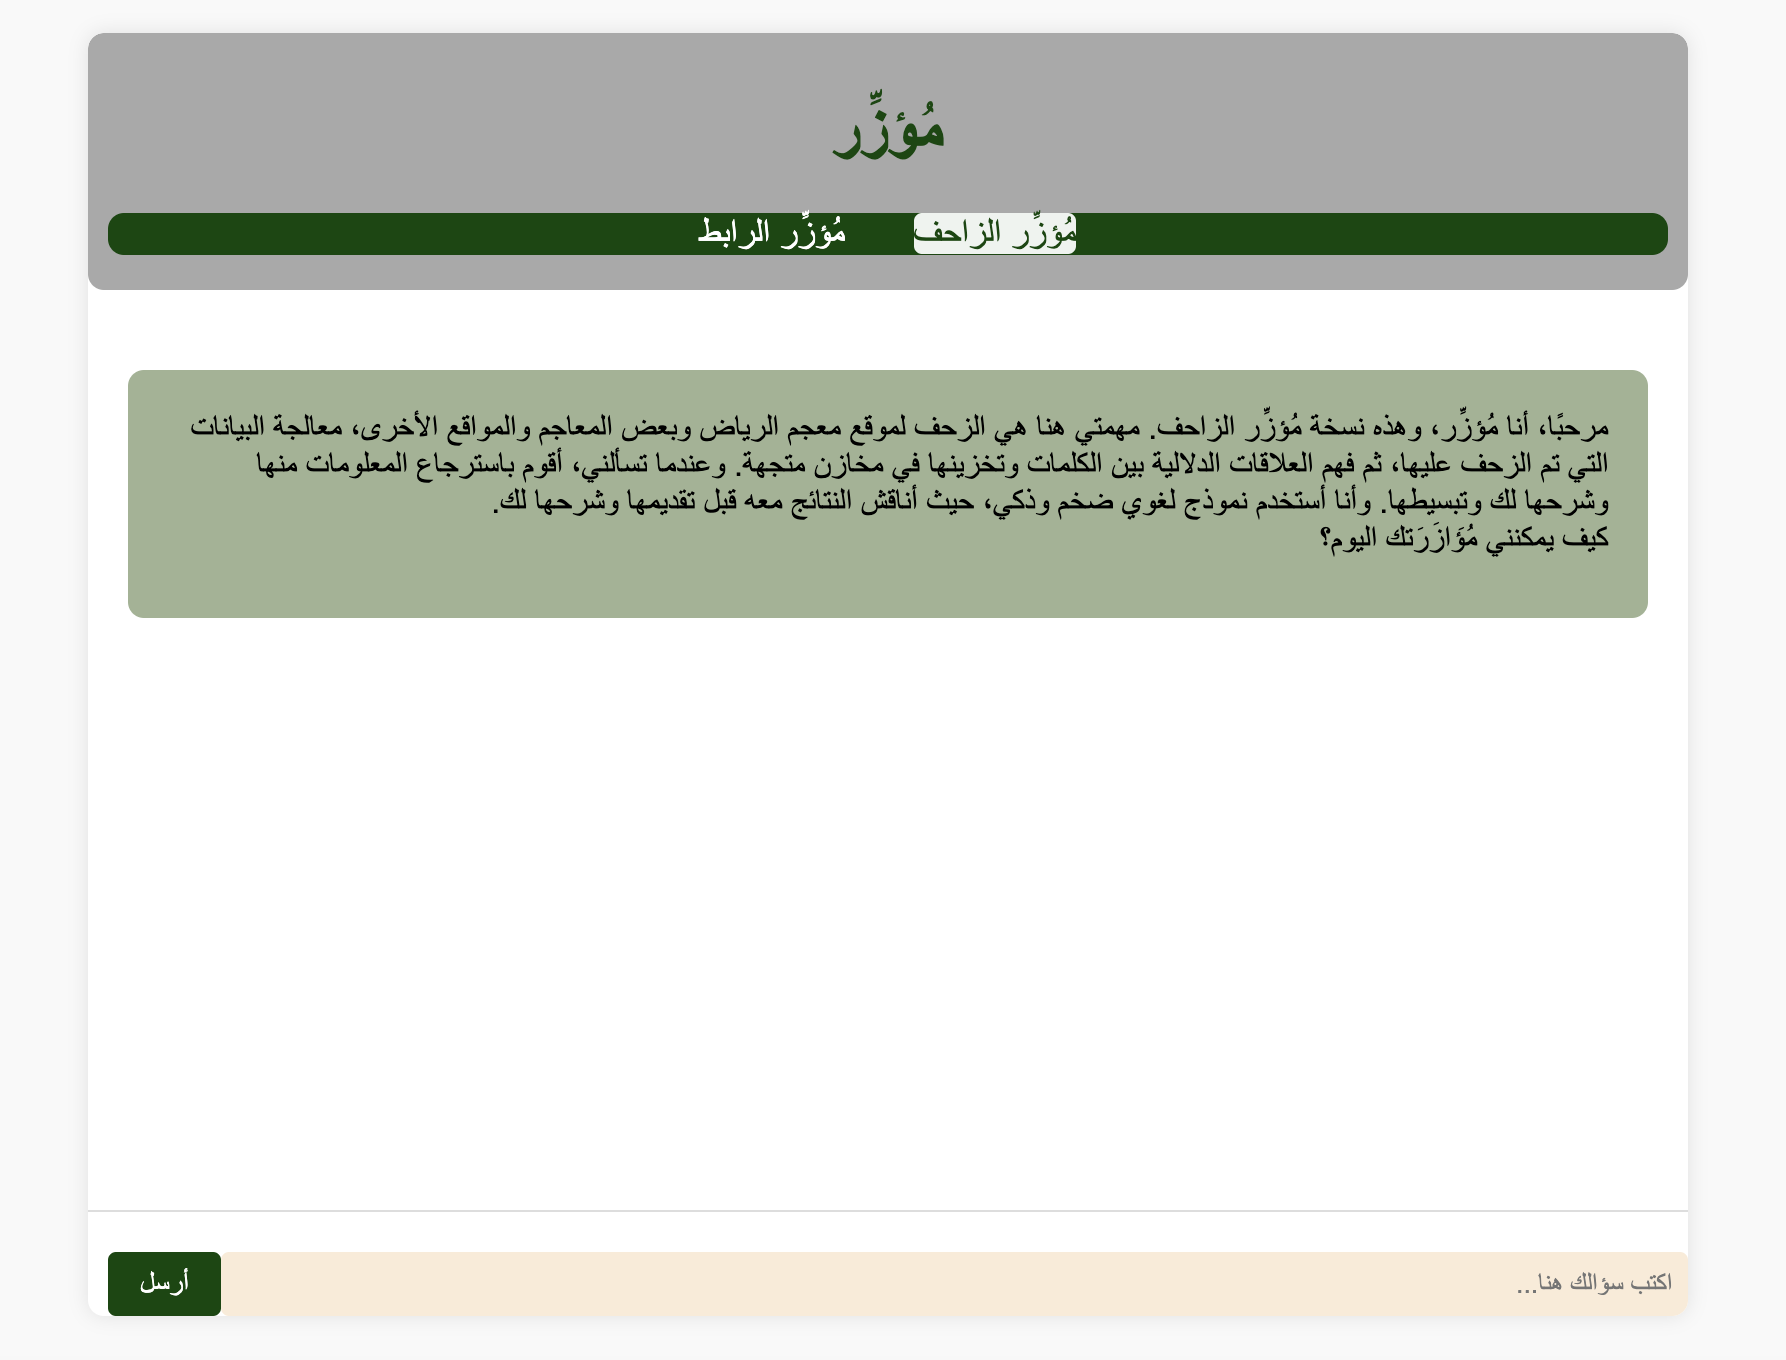 مُؤزِّر
مُؤزِّر الزاحف
مُؤزِّر الرابط
مرحبًا، أنا مُؤزِّر، وهذه نسخة مُؤزِّر الزاحف. مهمتي هنا هي الزحف لموقع معجم الرياض وبعض المعاجم والمواقع الأخرى، معالجة البيانات
التي تم الزحف عليها، ثم فهم العلاقات الدلالية بين الكلمات وتخزينها في مخازن متجهة. وعندما تسألني، أقوم باسترجاع المعلومات منها
وشرحها لك وتبسيطها. وأنا أستخدم نموذج لغوي ضخم وذكي، حيث أناقش النتائج معه قبل تقديمها وشرحها لك.
كيف يمكنني مُؤَازَرَتك اليوم؟
اكتب سؤالك هنا...
أرسل